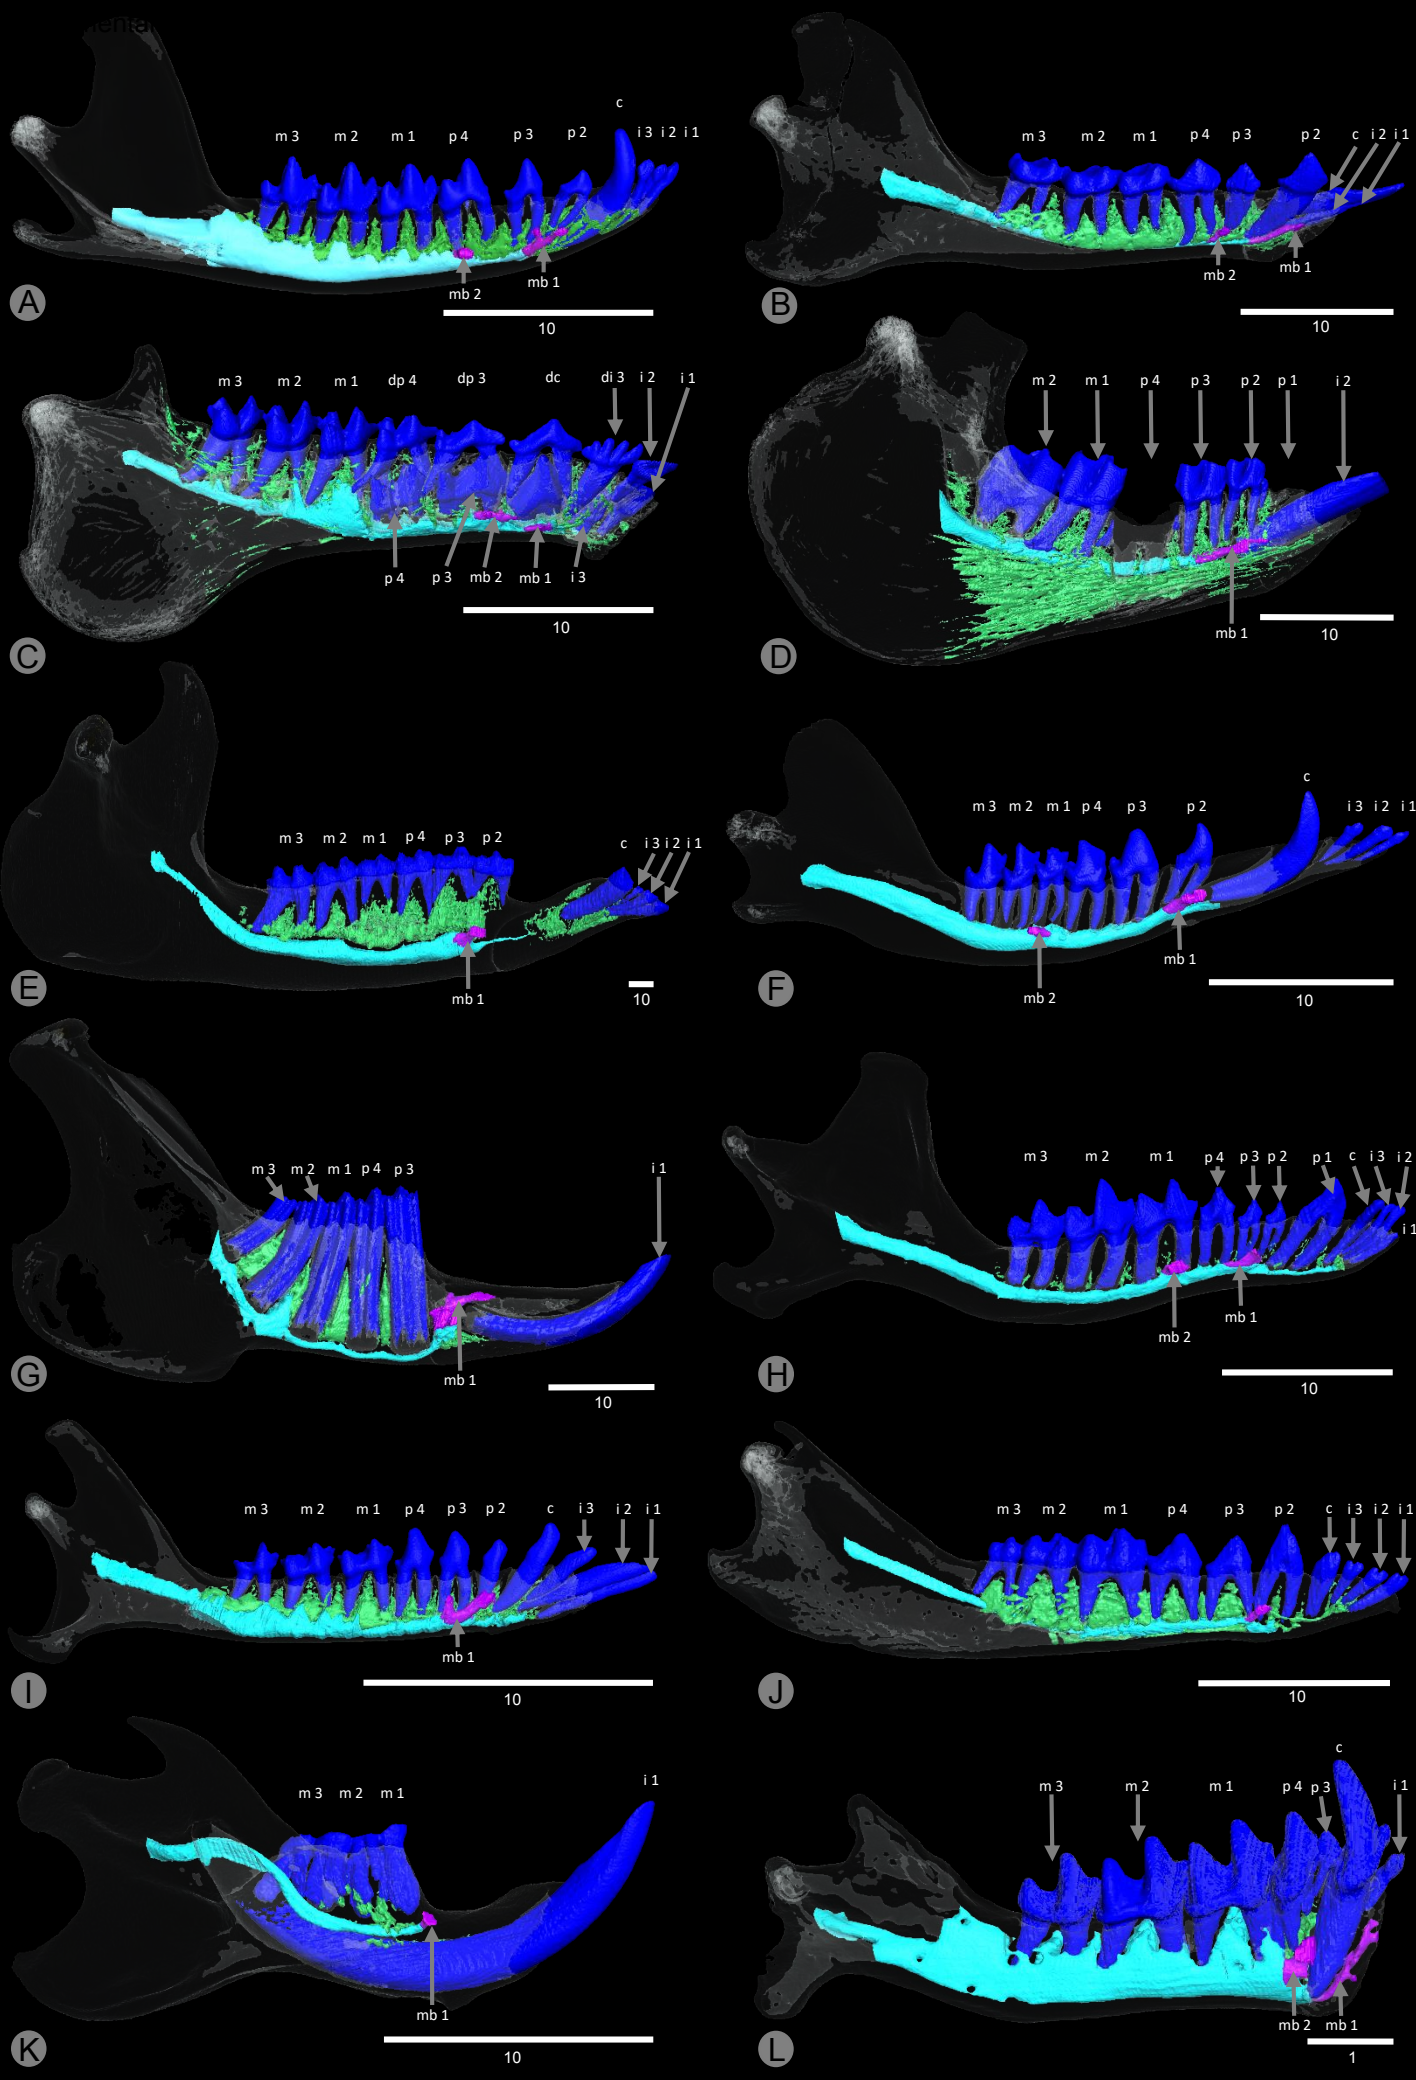 c
m 3 m 2 m 1 p 4 p 3 p 2 i 3 i 2 i 1
mb 2 mb 1
A
10
m 3 m 2 m 1 p 4 p 3 p 2 c i 2 i 1
mb 2 mb 1
B
10
m 3 m 2 m 1 dp 4 dp 3 dc di 3 i 2 i 1
p 4 p 3 mb 2 mb 1 i 3
C
10
m 2 m 1 p 4 p 3 p 2 p 1 i 2
mb 1
D
10
m 3 m 2 m 1 p 4 p 3 p 2 c i 3 i 2 i 1
mb 1
E
10
c
m 3 m 2 m 1 p 4 p 3 p 2 i 3 i 2 i 1
mb 1
mb 2
F
10
m 3 m 2 m 1 p 4 p 3 i 1
mb 1
G
10
m 3 m 2 m 1 p 4 p 3 p 2 p 1 c i 3 i 2
i 1
mb 1
mb 2
H
10
m 3 m 2 m 1 p 4 p 3 p 2 c i 3 i 2 i 1
mb 1
I
10
m 3 m 2 m 1 p 4 p 3 p 2 c i 3 i 2 i 1
J
10
i 1
m 3 m 2 m 1
mb 1
K
10
c
m 3 m 2 m 1 p 4 p 3 i 1
mb 2 mb 1
L
1